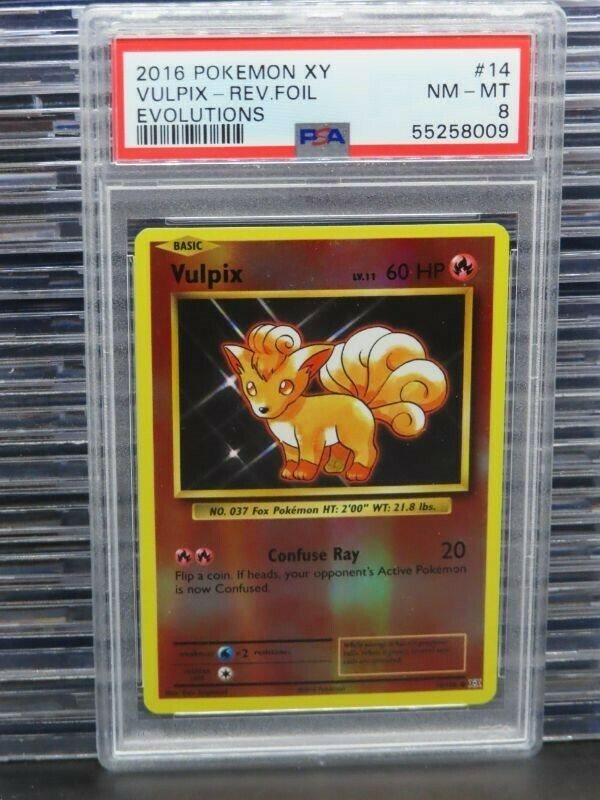 2016 POKEMON XY #14
VULPIX – REV.FOIL NM – MT
EVOLUTIONS 8
PSA 55258009
BASIC
Vulpix LV.11 60 HP
NO. 037 Fox Pokémon HT: 2'00" WT: 21.8 lbs.
Confuse Ray 20
Flip a coin. If heads, your opponent's Active Pokémon
is now Confused.
weakness ×2 resistance